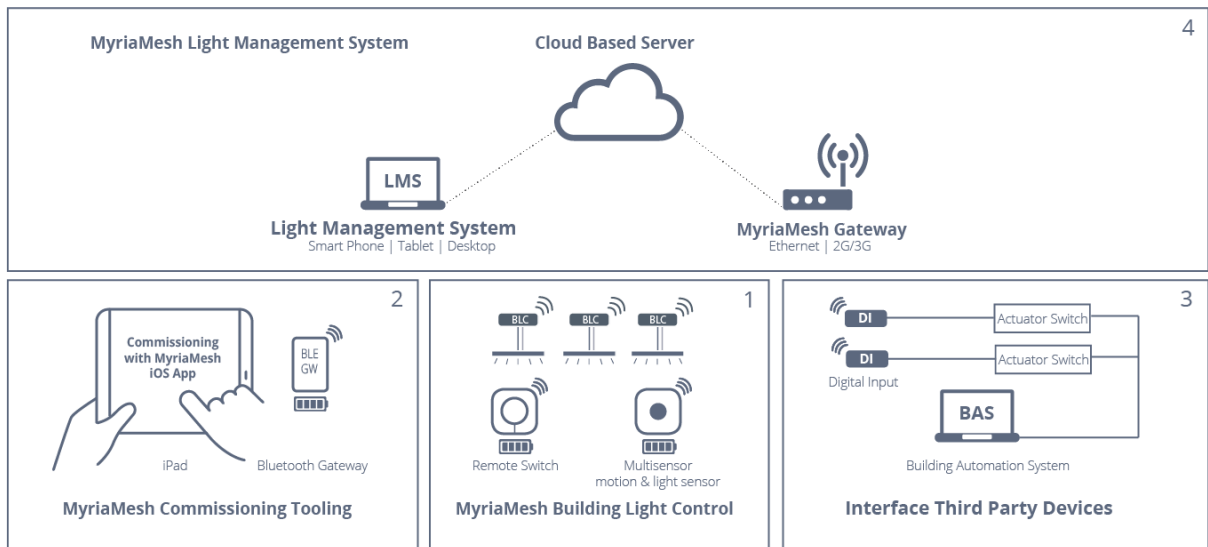 MyriaMesh Light Management System
Cloud Based Server
4
LMS
Light Management System
Smart Phone | Tablet | Desktop
MyriaMesh Gateway
Ethernet | 2G/3G
2
Commissioning
with MyriaMesh
iOS App
BLE
GW
iPad
Bluetooth Gateway
MyriaMesh Commissioning Tooling
1
BLC
BLC
BLC
Remote Switch
Multisensor
motion & light sensor
MyriaMesh Building Light Control
3
DI
Actuator Switch
DI
Actuator Switch
Digital Input
BAS
Building Automation System
Interface Third Party Devices